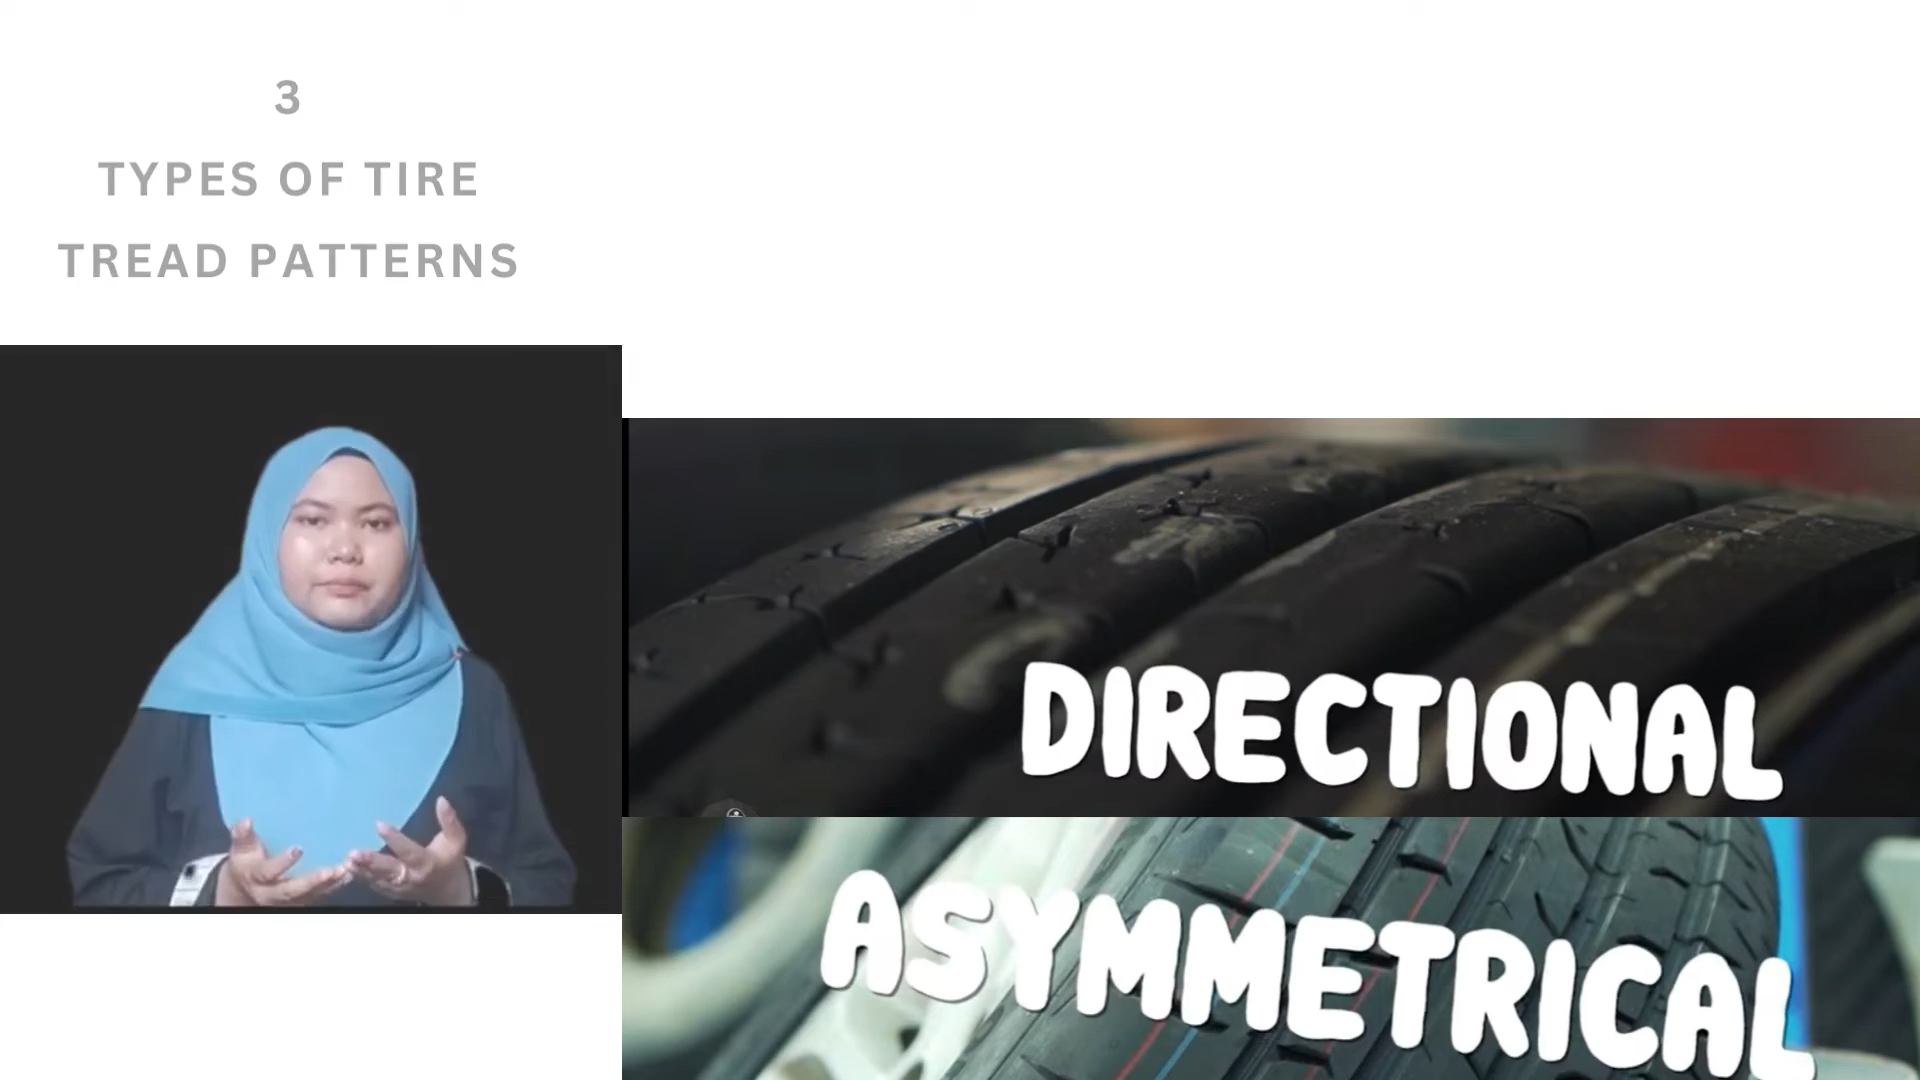 3
TYPES OF TIRE
TREAD PATTERNS
DIRECTIONAL
ASYMMETRICAL